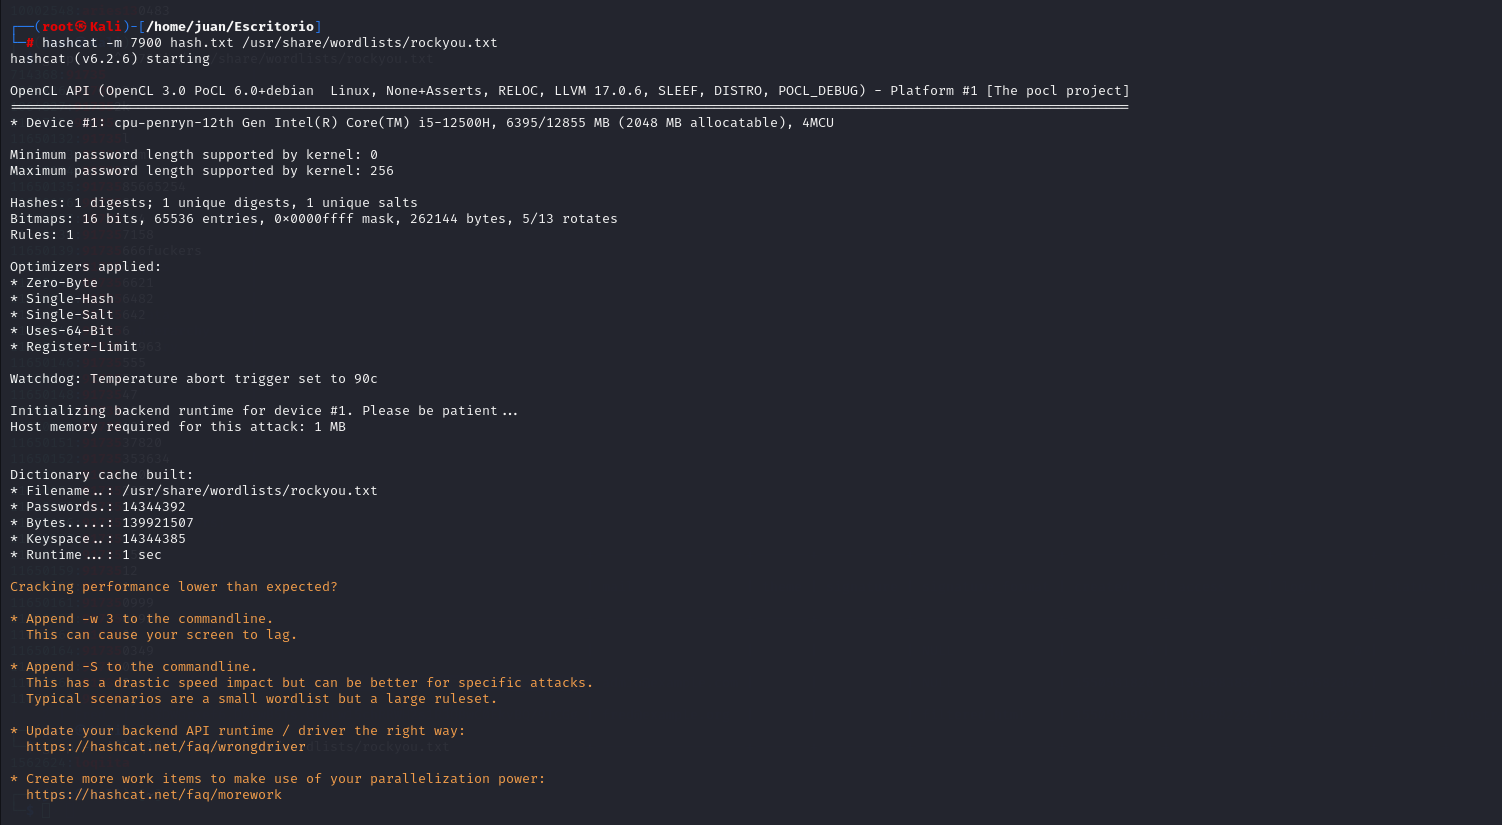 ┌──(root㉿Kali)-[/home/juan/Escritorio]
└─# hashcat -m 7900 hash.txt /usr/share/wordlists/rockyou.txt
hashcat (v6.2.6) starting
OpenCL API (OpenCL 3.0 PoCL 6.0+debian  Linux, None+Asserts, RELOC, LLVM 17.0.6, SLEEF, DISTRO, POCL_DEBUG) - Platform #1 [The pocl project]
============================================================================================================================================
* Device #1: cpu-penryn-12th Gen Intel(R) Core(TM) i5-12500H, 6395/12855 MB (2048 MB allocatable), 4MCU
Minimum password length supported by kernel: 0
Maximum password length supported by kernel: 256
Hashes: 1 digests; 1 unique digests, 1 unique salts
Bitmaps: 16 bits, 65536 entries, 0x0000ffff mask, 262144 bytes, 5/13 rotates
Rules: 1
Optimizers applied:
* Zero-Byte
* Single-Hash
* Single-Salt
* Uses-64-Bit
* Register-Limit
Watchdog: Temperature abort trigger set to 90c
Initializing backend runtime for device #1. Please be patient...
Host memory required for this attack: 1 MB
Dictionary cache built:
* Filename..: /usr/share/wordlists/rockyou.txt
* Passwords.: 14344392
* Bytes.....: 139921507
* Keyspace..: 14344385
* Runtime...: 1 sec
Cracking performance lower than expected?
* Append -w 3 to the commandline.
  This can cause your screen to lag.
* Append -S to the commandline.
  This has a drastic speed impact but can be better for specific attacks.
  Typical scenarios are a small wordlist but a large ruleset.
* Update your backend API runtime / driver the right way:
  https://hashcat.net/faq/wrongdriver
* Create more work items to make use of your parallelization power:
  https://hashcat.net/faq/morework